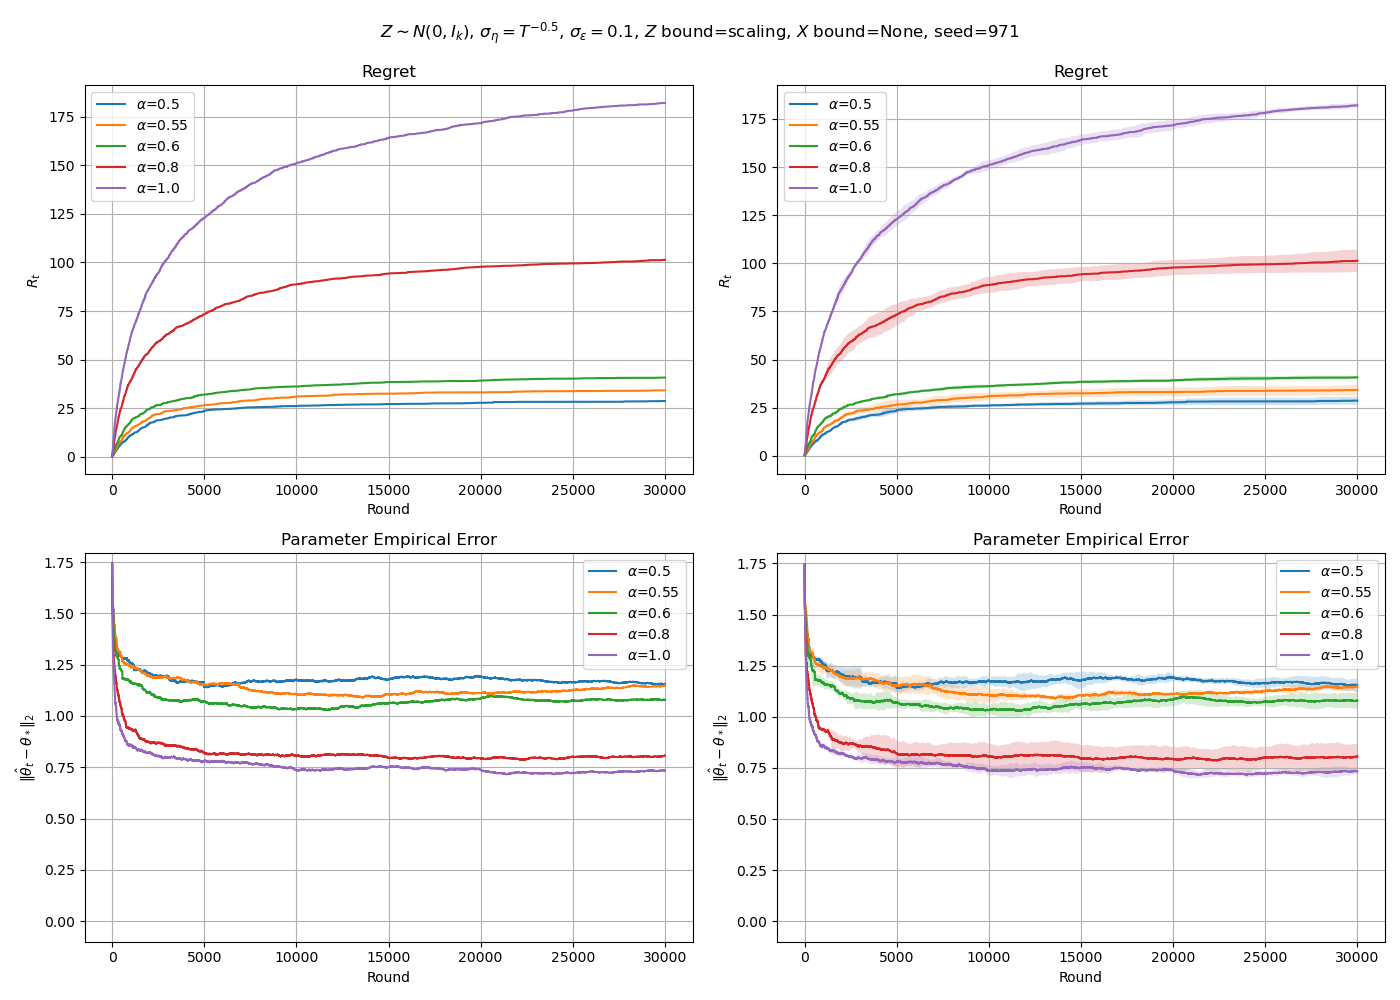 Z ∼ N(0, I_k), σ_η = T^{−0.5}, σ_ε = 0.1, Z bound=scaling, X bound=None, seed=971
Regret
R_t
175
150
125
100
75
50
25
0
α=0.5
α=0.55
α=0.6
α=0.8
α=1.0
0 5000 10000 15000 20000 25000 30000
Round
Regret
R_t
175
150
125
100
75
50
25
0
α=0.5
α=0.55
α=0.6
α=0.8
α=1.0
0 5000 10000 15000 20000 25000 30000
Round
Parameter Empirical Error
‖θ̂_t − θ_*‖_2
1.75
1.50
1.25
1.00
0.75
0.50
0.25
0.00
α=0.5
α=0.55
α=0.6
α=0.8
α=1.0
0 5000 10000 15000 20000 25000 30000
Round
Parameter Empirical Error
‖θ̂_t − θ_*‖_2
1.75
1.50
1.25
1.00
0.75
0.50
0.25
0.00
α=0.5
α=0.55
α=0.6
α=0.8
α=1.0
0 5000 10000 15000 20000 25000 30000
Round